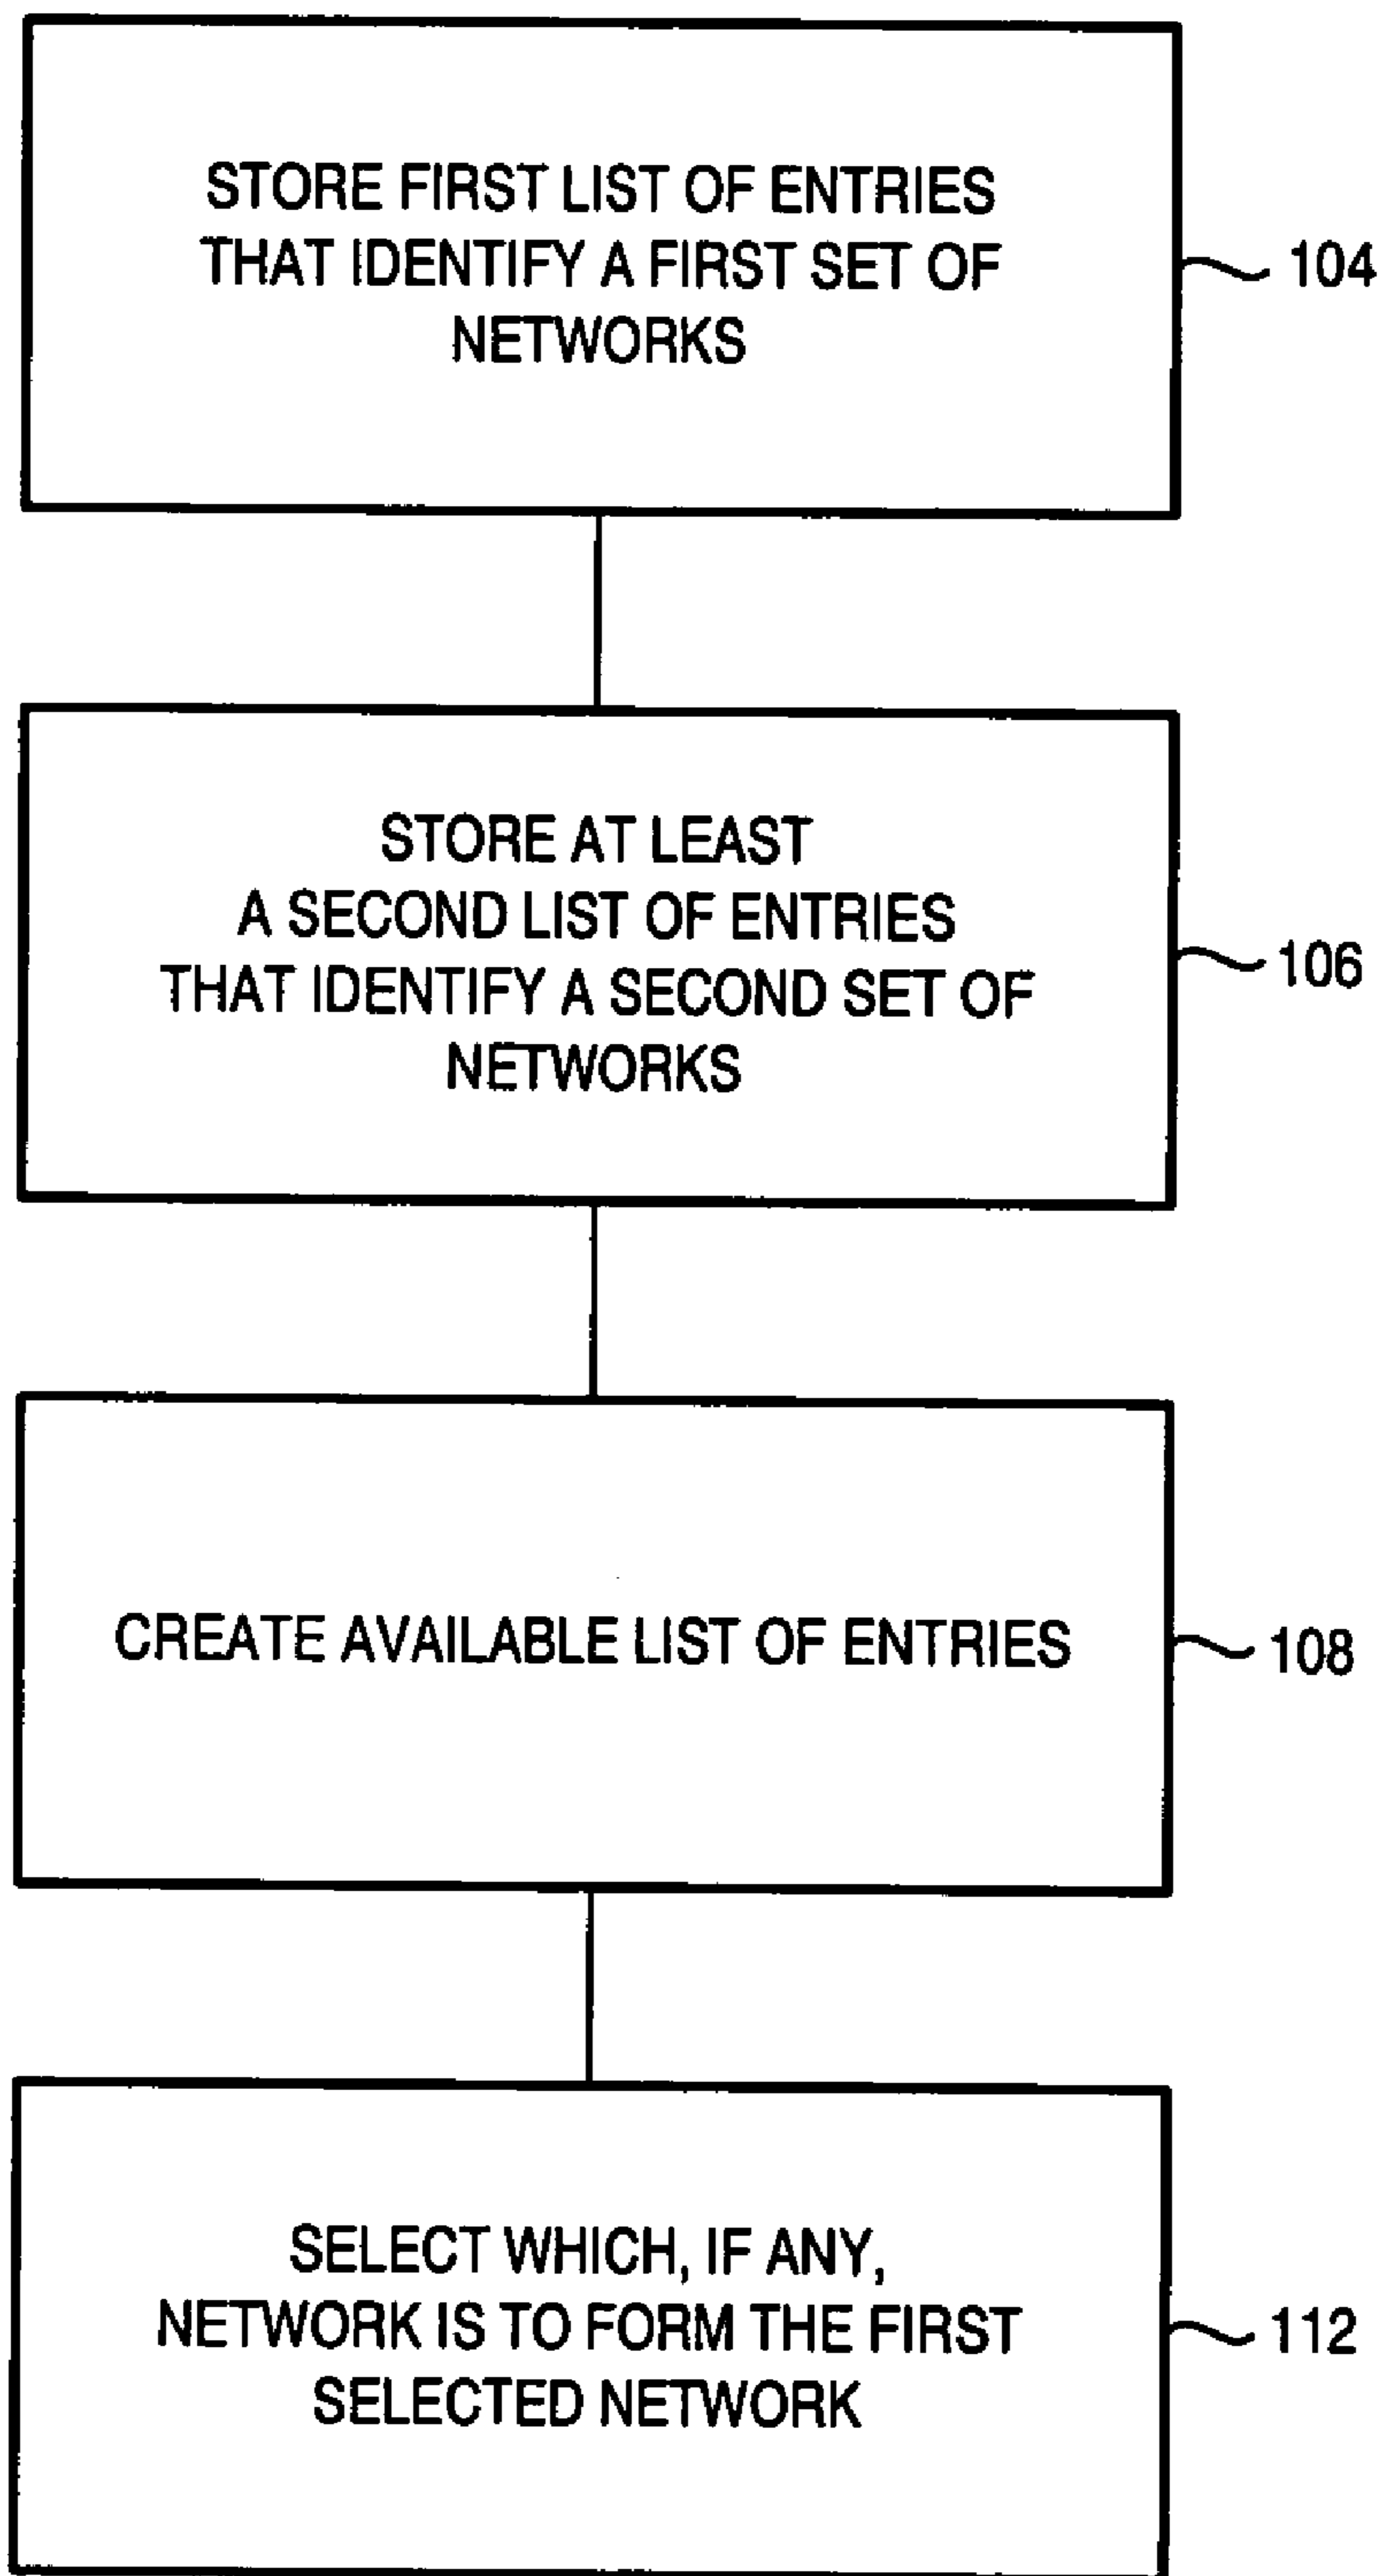 STORE FIRST LIST OF ENTRIES
THAT IDENTIFY A FIRST SET OF
NETWORKS
104
STORE AT LEAST
A SECOND LIST OF ENTRIES
THAT IDENTIFY A SECOND SET OF
NETWORKS
106
CREATE AVAILABLE LIST OF ENTRIES
108
SELECT WHICH, IF ANY,
NETWORK IS TO FORM THE FIRST
SELECTED NETWORK
112